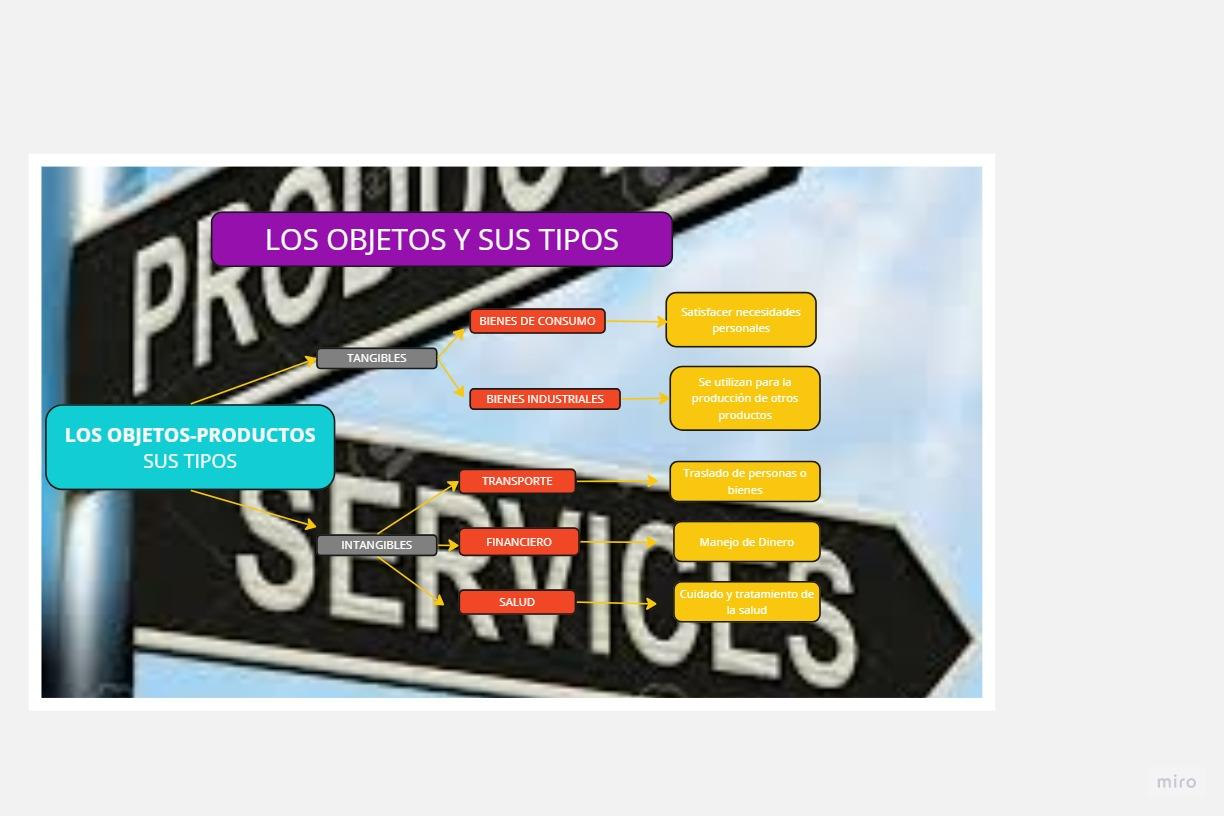 PRODUCT
LOS OBJETOS Y SUS TIPOS
BIENES DE CONSUMO
Satisfacer necesidades
personales
TANGIBLES
BIENES INDUSTRIALES
Se utilizan para la
producción de otros
productos
LOS OBJETOS-PRODUCTOS
SUS TIPOS
SERVICES
TRANSPORTE
Traslado de personas o
bienes
INTANGIBLES
FINANCIERO
Manejo de Dinero
SALUD
Cuidado y tratamiento de
la salud
miro